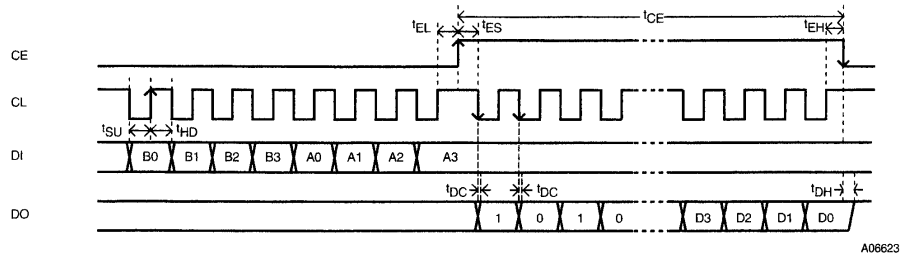 tCE
tEL tES tEH
CE
CL
tSU tHD
DI B0 B1 B2 B3 A0 A1 A2 A3
tDC tDC tDH
DO 1 0 1 0 D3 D2 D1 D0
A06623